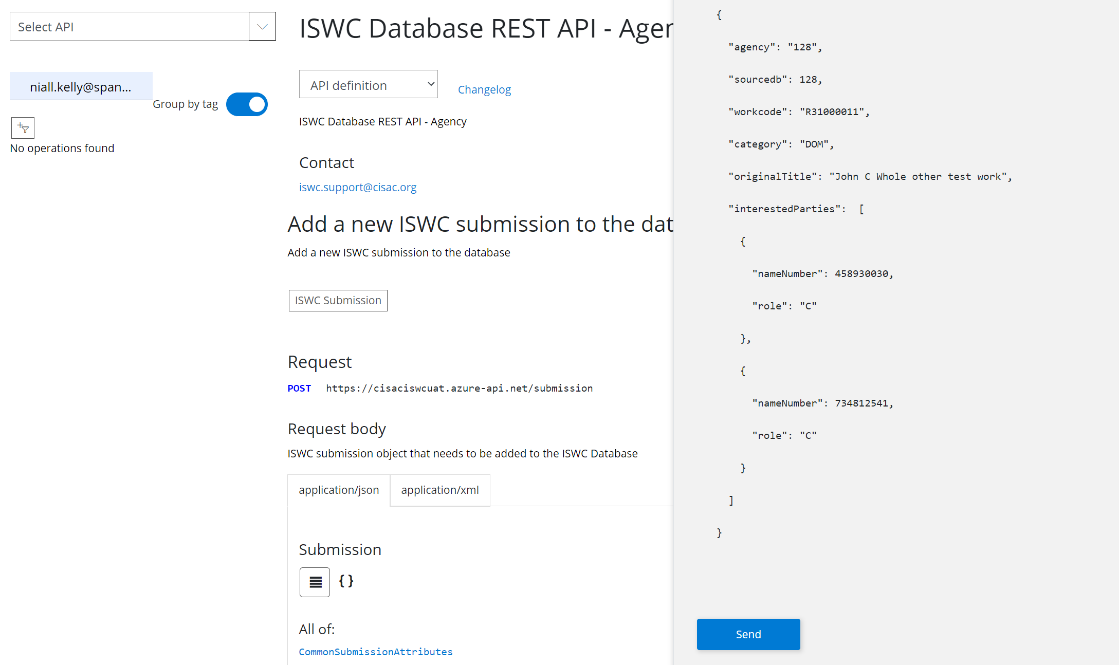 Select API
niall.kelly@span...
Group by tag
No operations found
ISWC Database REST API - Agen
API definition
Changelog
ISWC Database REST API - Agency
Contact
iswc.support@cisac.org
Add a new ISWC submission to the dat
Add a new ISWC submission to the database
ISWC Submission
Request
POST https://cisaciswcuat.azure-api.net/submission
Request body
ISWC submission object that needs to be added to the ISWC Database
application/json
application/xml
Submission
{ }
All of:
CommonSubmissionAttributes
{
"agency": "128",
"sourcedb": 128,
"workcode": "R31000011",
"category": "DOM",
"originalTitle": "John C Whole other test work",
"interestedParties": [
{
"nameNumber": 458930030,
"role": "C"
},
{
"nameNumber": 734812541,
"role": "C"
}
]
}
Send